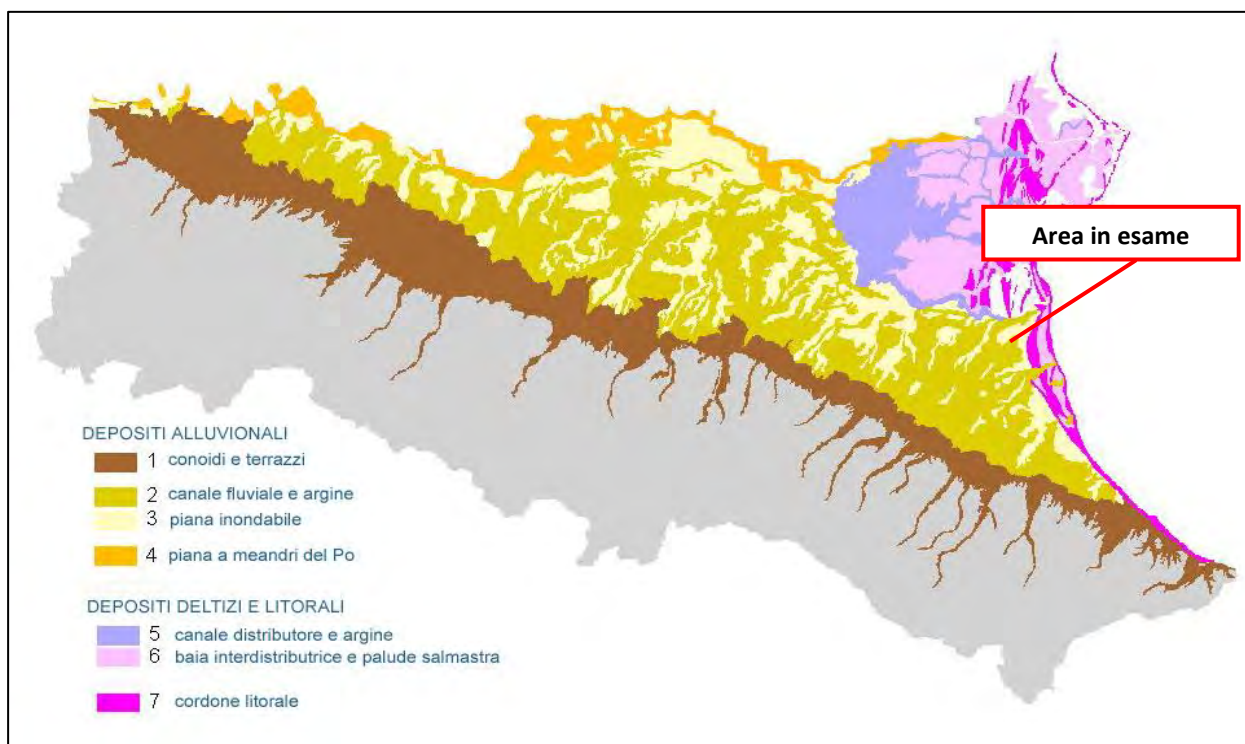 Area in esame
DEPOSITI ALLUVIONALI
1 conoidi e terrazzi
2 canale fluviale e argine
3 piana inondabile
4 piana a meandri del Po
DEPOSITI DELTIZI E LITORALI
5 canale distributore e argine
6 baia interdistributrice e palude salmastra
7 cordone litorale